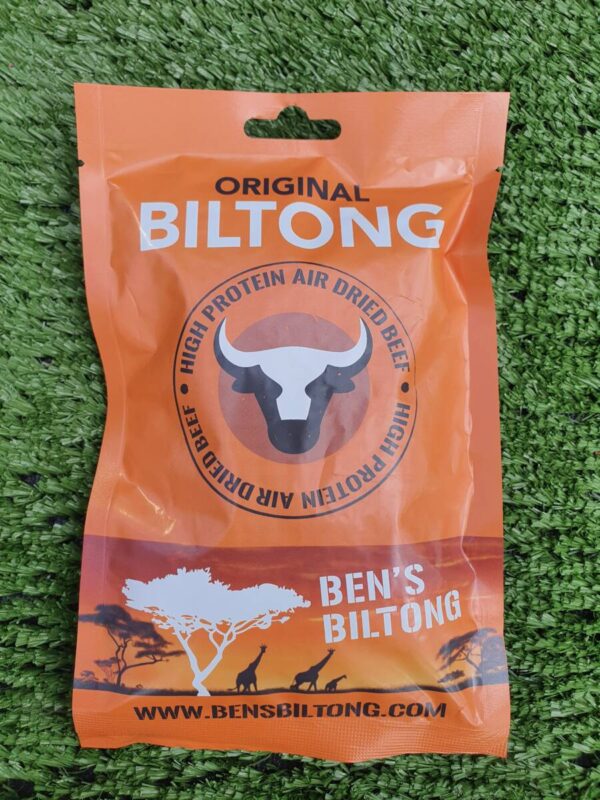 ORIGINAL
BILTONG
• HIGH PROTEIN AIR DRIED BEEF • HIGH PROTEIN AIR DRIED BEEF
BEN'S
BILTONG
WWW.BENSBILTONG.COM